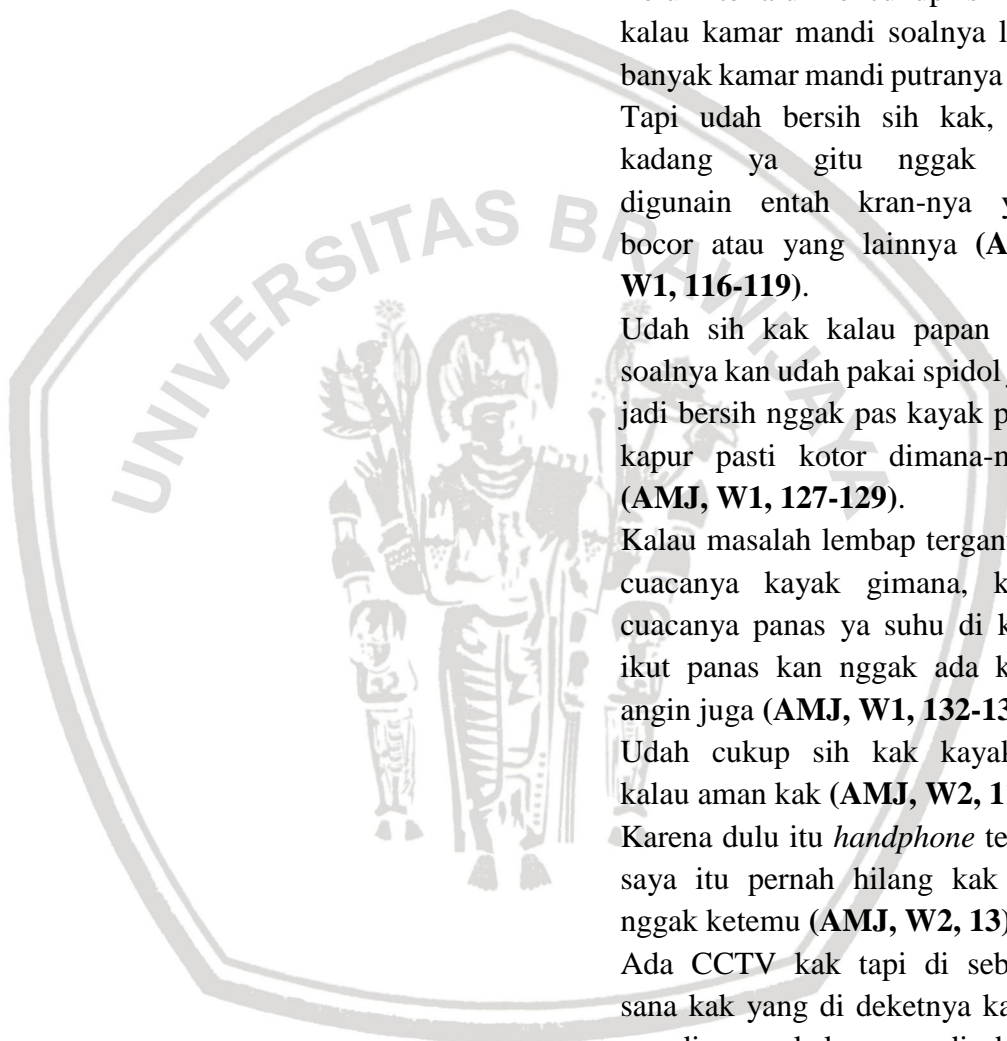 UNIVERSITAS BRAWIJAYA
kalau kamar mandi soalnya
banyak kamar mandi putranya
Tapi udah bersih sih kak,
kadang ya gitu nggak
digunain entah kran-nya
bocor atau yang lainnya (A
W1, 116-119).
Udah sih kak kalau papan
soalnya kan udah pakai spidol
jadi bersih nggak pas kayak p
kapur pasti kotor dimana-m
(AMJ, W1, 127-129).
Kalau masalah lembap tergan
cuacanya kayak gimana, k
cuacanya panas ya suhu di k
ikut panas kan nggak ada k
angin juga (AMJ, W1, 132-13
Udah cukup sih kak kayak
kalau aman kak (AMJ, W2, 1
Karena dulu itu handphone te
saya itu pernah hilang kak
nggak ketemu (AMJ, W2, 13)
Ada CCTV kak tapi di seb
sana kak yang di deketnya ka